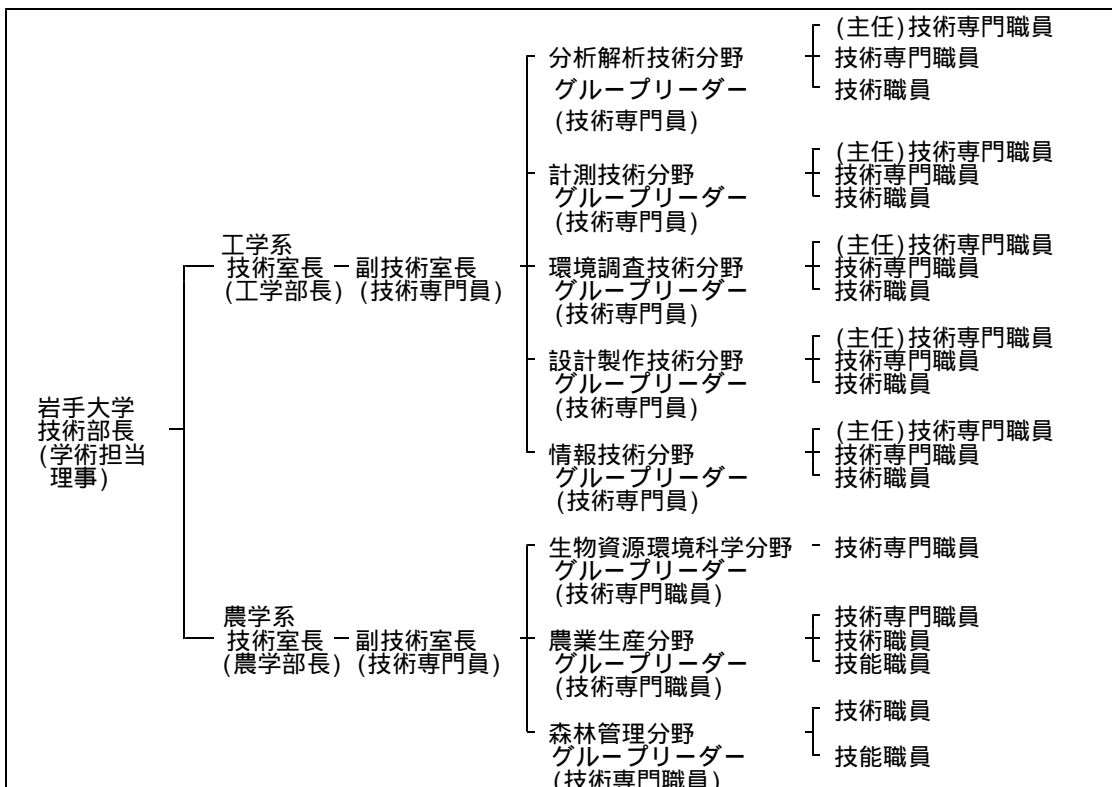 岩手大学
技術部長
(学術担当
理事)
工学系
技術室長
(工学部長)
副技術室長
(技術専門員)
分析解析技術分野
グループリーダー
(技術専門員)
(主任)技術専門職員
技術専門職員
技術職員
計測技術分野
グループリーダー
(技術専門員)
(主任)技術専門職員
技術専門職員
技術職員
環境調査技術分野
グループリーダー
(技術専門員)
(主任)技術専門職員
技術専門職員
技術職員
設計製作技術分野
グループリーダー
(技術専門員)
(主任)技術専門職員
技術専門職員
技術職員
情報技術分野
グループリーダー
(技術専門員)
(主任)技術専門職員
技術専門職員
技術職員
農学系
技術室長
(農学部長)
副技術室長
(技術専門員)
生物資源環境科学分野
グループリーダー
(技術専門職員)
技術専門職員
農業生産分野
グループリーダー
(技術専門職員)
技術専門職員
技術職員
技能職員
森林管理分野
グループリーダー
(技術専門職員)
技術職員
技能職員